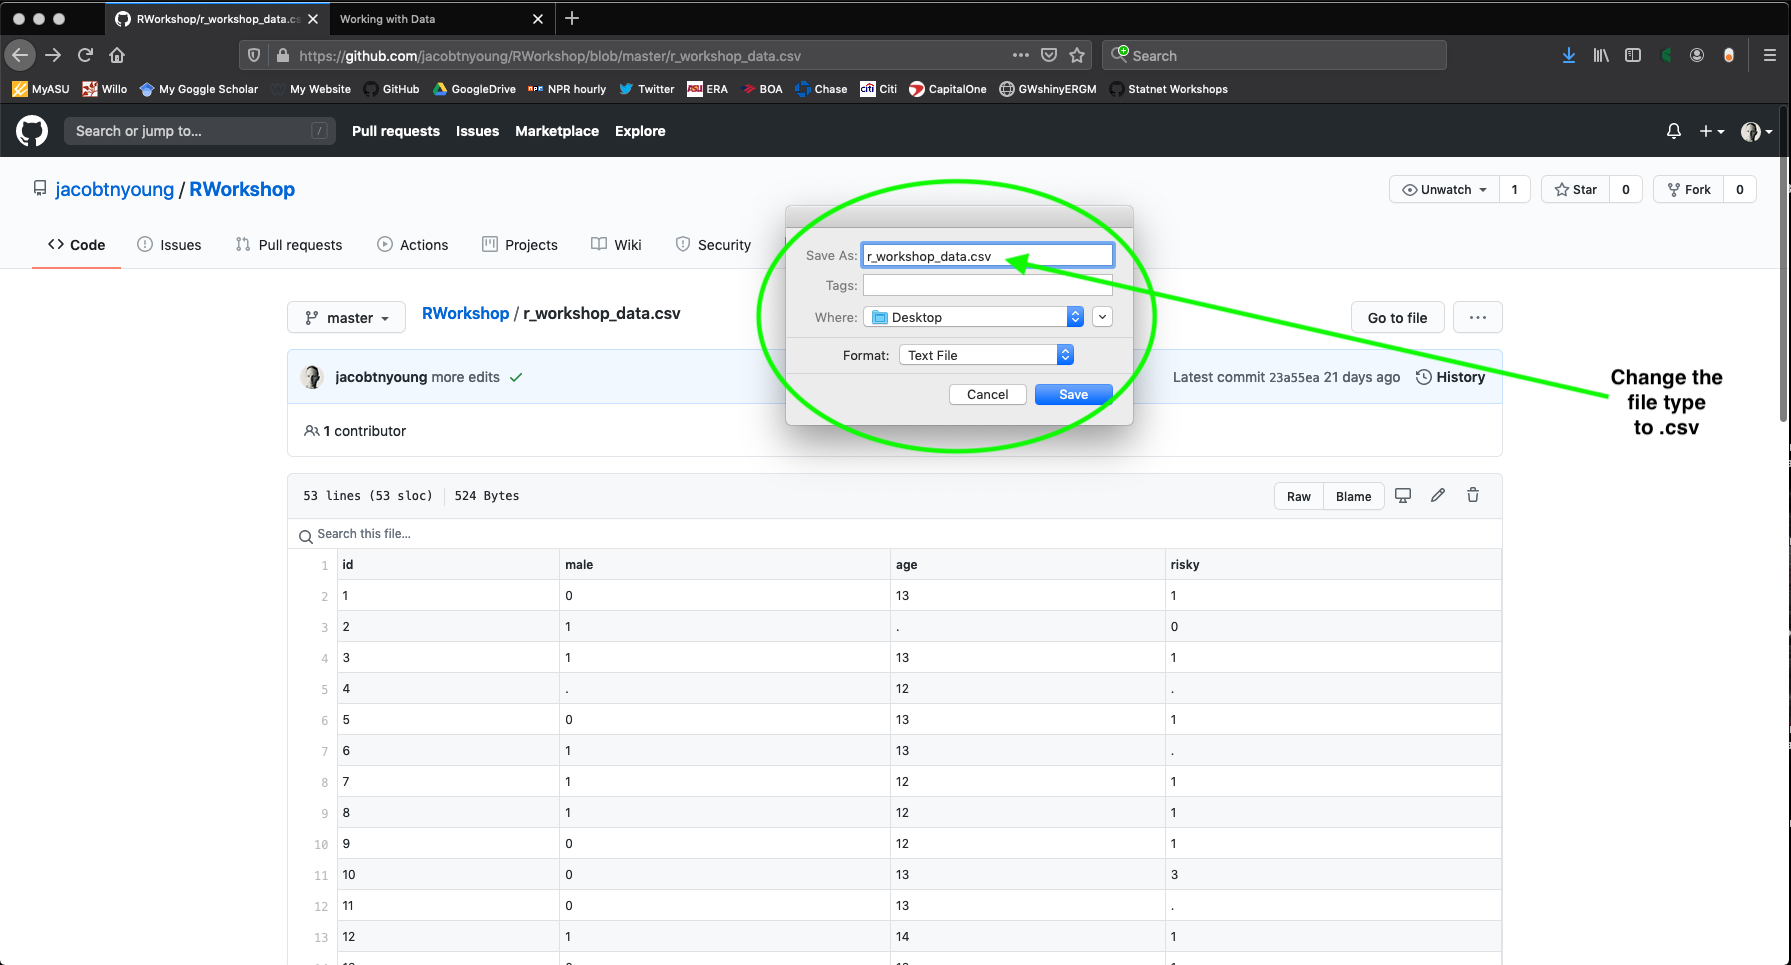 RWorkshop/r_workshop_data.cs
Working with Data
https://github.com/jacobtnyoung/RWorkshop/blob/master/r_workshop_data.csv
Search
MyASU Willo My Goggle Scholar My Website GitHub GoogleDrive npr NPR hourly Twitter ASU ERA BOA Chase citi Citi CapitalOne GWshinyERGM Statnet Workshops
Search or jump to... / Pull requests Issues Marketplace Explore
jacobtnyoung / RWorkshop
Unwatch 1 Star 0 Fork 0
Code Issues Pull requests Actions Projects Wiki Security
Save As: r_workshop_data.csv
Tags:
Where: Desktop
Format: Text File
Cancel Save
Change the
file type
to .csv
master RWorkshop / r_workshop_data.csv Go to file ...
jacobtnyoung more edits Latest commit 23a55ea 21 days ago History
1 contributor
53 lines (53 sloc) 524 Bytes Raw Blame
Search this file...
1 id male age risky
2 1 0 13 1
3 2 1 . 0
4 3 1 13 1
5 4 . 12 .
6 5 0 13 1
7 6 1 13 .
8 7 1 12 1
9 8 1 12 1
10 9 0 12 1
11 10 0 13 3
12 11 0 13 .
13 12 1 14 1